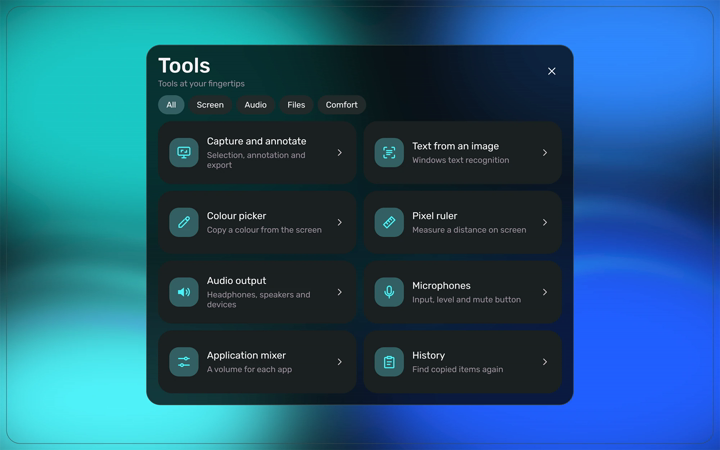 Tools
Tools at your fingertips
All
Screen
Audio
Files
Comfort
Capture and annotate
Selection, annotation and
export
Text from an image
Windows text recognition
Colour picker
Copy a colour from the screen
Pixel ruler
Measure a distance on screen
Audio output
Headphones, speakers and
devices
Microphones
Input, level and mute button
Application mixer
A volume for each app
History
Find copied items again